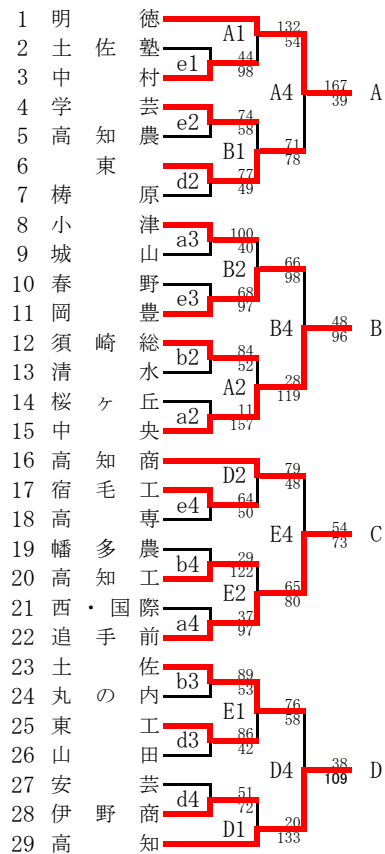 1 明 徳
A1 132
54
2 土 佐 塾
e1 44
98
3 中 村
A4 167 A
39
4 学 芸
e2 74
58
5 高 知 農
B1 71
78
6 東
d2 77
49
7 梼 原
8 小 津
a3 100
40
9 城 山
B2 66
98
10 春 野
e3 68
97
11 岡 豊
B4 48 B
96
12 須 崎 総
b2 84
52
13 清 水
A2 28
119
14 桜 ヶ 丘
a2 11
157
15 中 央
16 高 知 商
D2 79
48
17 宿 毛 工
e4 64
50
18 高 専
E4 54 C
73
19 幡 多 農
b4 29
122
20 高 知 工
E2 65
80
21 西 ・ 国 際
a4 37
97
22 追 手 前
23 土 佐
b3 89
53
24 丸 の 内
E1 76
58
25 東 工
d3 86
42
26 山 田
D4 38 D
109
27 安 芸
d4 51
72
28 伊 野 商
D1 20
133
29 高 知